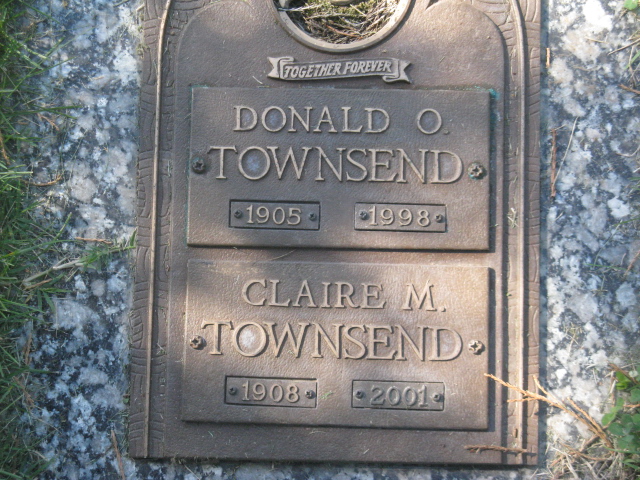 TOGETHER FOREVER
DONALD O.
TOWNSEND
1905 1998
CLAIRE M.
TOWNSEND
1908 2001